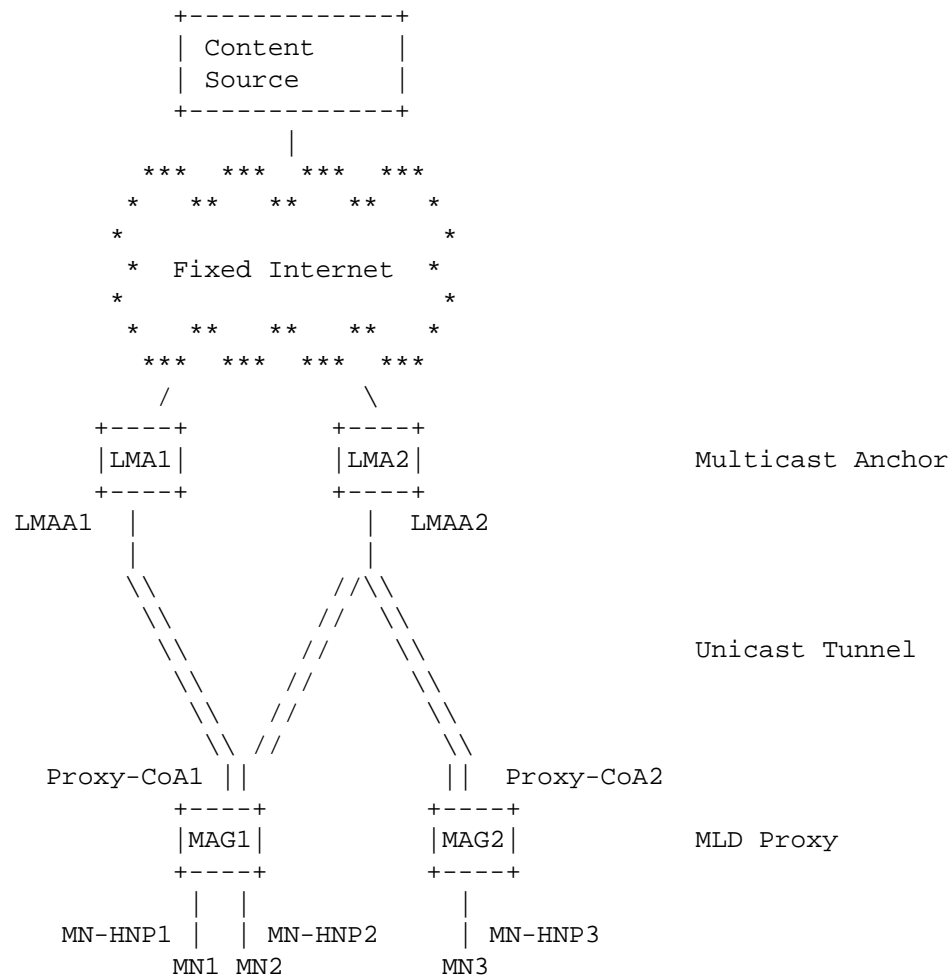 Content
Source
Fixed Internet
LMA1 LMA2 Multicast Anchor
LMAA1 LMAA2
Unicast Tunnel
Proxy-CoA1 Proxy-CoA2
MAG1 MAG2 MLD Proxy
MN-HNP1 MN-HNP2 MN-HNP3
MN1 MN2 MN3